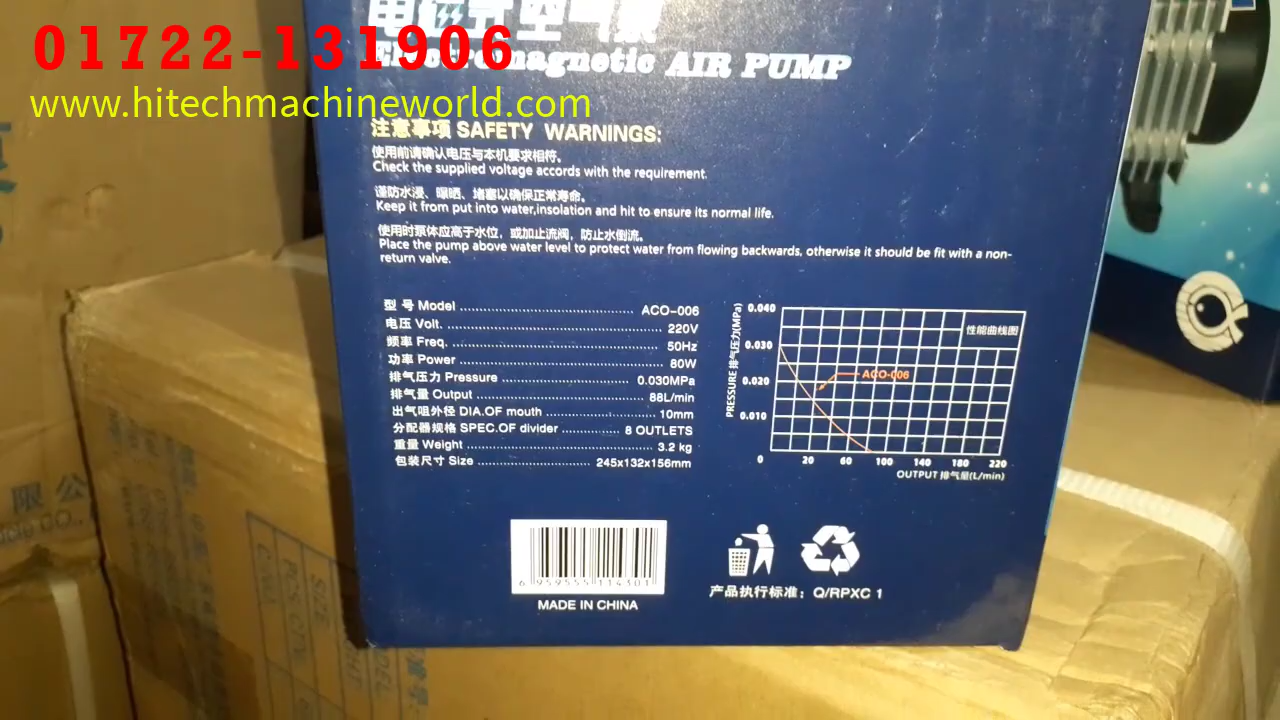 01722-131906
www.hitechmachineworld.com
电磁式空气泵
Electromagnetic AIR PUMP
注意事项 SAFETY WARNINGS:
使用前请确认电压与本机要求相符。
Check the supplied voltage accords with the requirement.
谨防水浸、曝晒、堵塞以确保正常寿命。
Keep it from put into water,insolation and hit to ensure its normal life.
使用时泵体应高于水位，或加止流阀，防止水倒流。
Place the pump above water level to protect water from flowing backwards, otherwise it should be fit with a non-
return valve.
型 号 Model ........................................ ACO-006
电压 Volt. ........................................ 220V
频率 Freq. ........................................ 50Hz
功率 Power ........................................ 80W
排气压力 Pressure ........................... 0.030MPa
排气量 Output .................................. 88L/min
出气咀外径 DIA.OF mouth ...................... 10mm
分配器规格 SPEC.OF divider .............. 8 OUTLETS
重量 Weight ........................................ 3.2 kg
包装尺寸 Size ...................... 245x132x156mm
PRESSURE 排气压力(MPa)
0.040
0.030
0.020
0.010
0
性能曲线图
ACO-006
20 60 100 140 180 220
OUTPUT 排气量(L/min)
6 959555 114301
MADE IN CHINA
产品执行标准：Q/RPXC 1
限 公
CO.,
SIZE